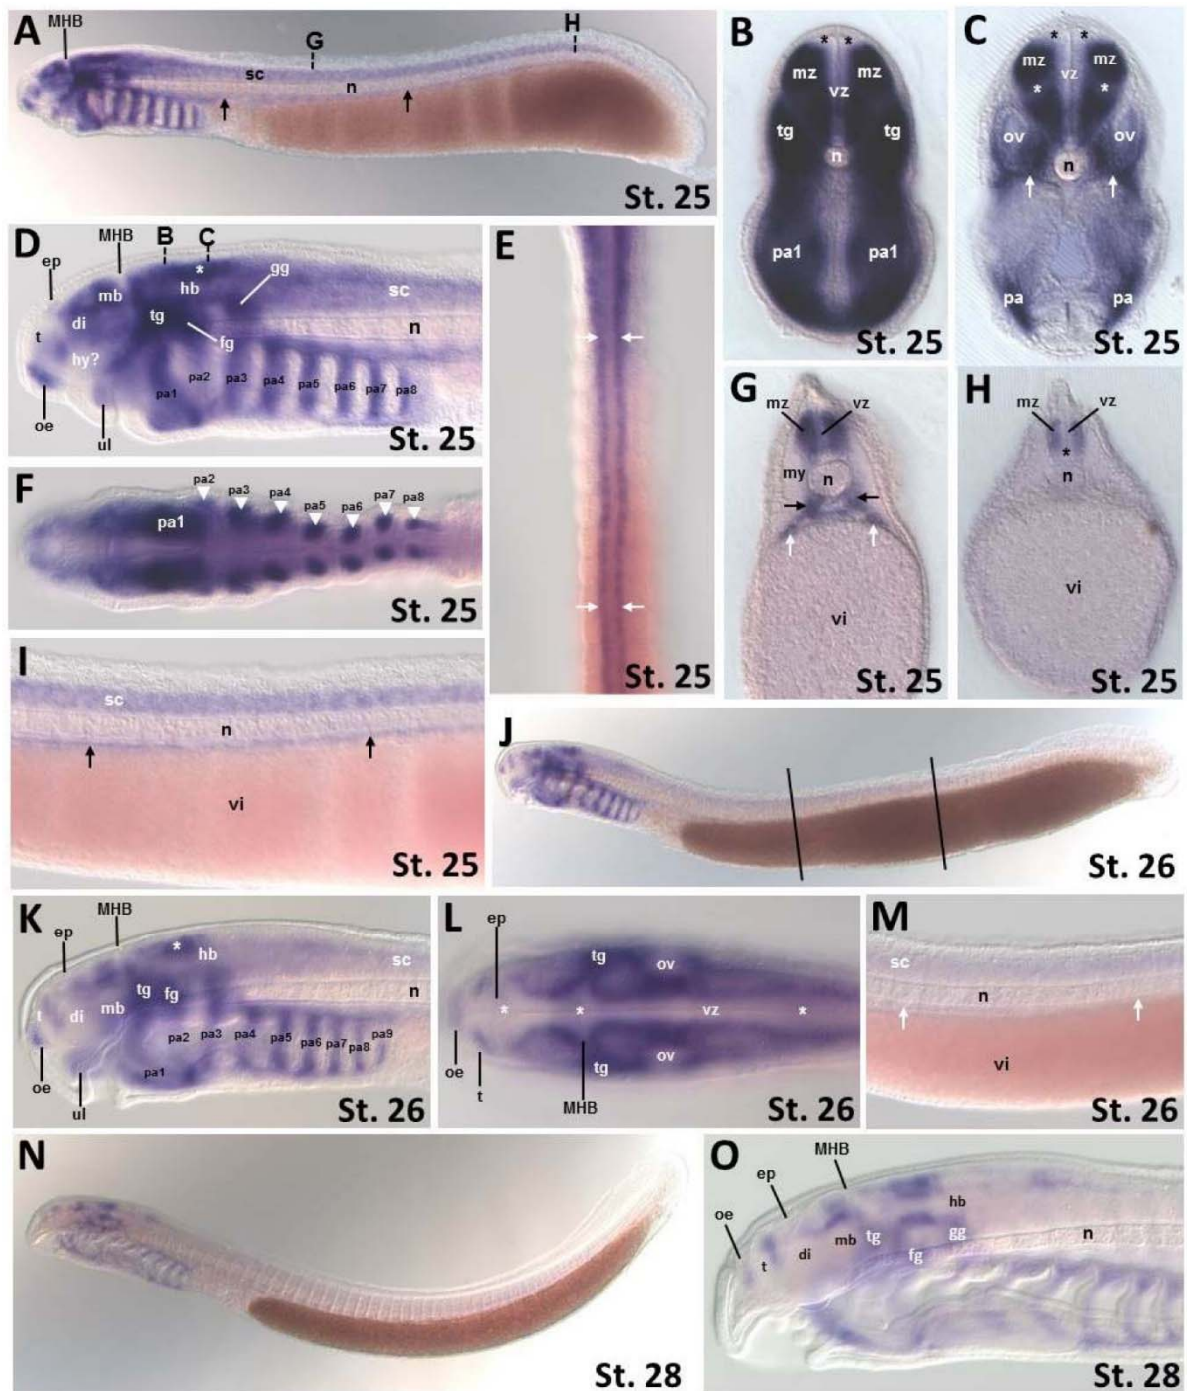 A
MHB
G
H
sc
n
St. 25
B
* *
mz mz
vz
tg tg
n
pa1 pa1
St. 25
C
* *
mz mz
vz
* *
ov ov
n
pa pa
St. 25
D
MHB
B
C
ep
*
gg
mb
hb
sc
di
t
tg
n
hy?
fg
pa1
pa2
pa3
pa4
pa5
pa6
pa7
pa8
oe
ul
St. 25
E
St. 25
F
pa2
pa3
pa4
pa5
pa6
pa7
pa8
pa1
St. 25
G
mz vz
my
n
vi
St. 25
H
mz vz
*
n
vi
St. 25
I
sc
n
vi
St. 25
J
St. 26
K
MHB
ep
*
hb
sc
tg
fg
n
t
di
mb
pa2
pa3
pa4
pa5
pa6
pa7
pa8
pa9
pa1
oe
ul
St. 26
L
ep
tg
ov
* * vz *
oe
t
tg
ov
MHB
St. 26
M
sc
n
vi
St. 26
N
St. 28
O
MHB
ep
oe
hb
mb
tg
gg
n
t
di
fg
St. 28